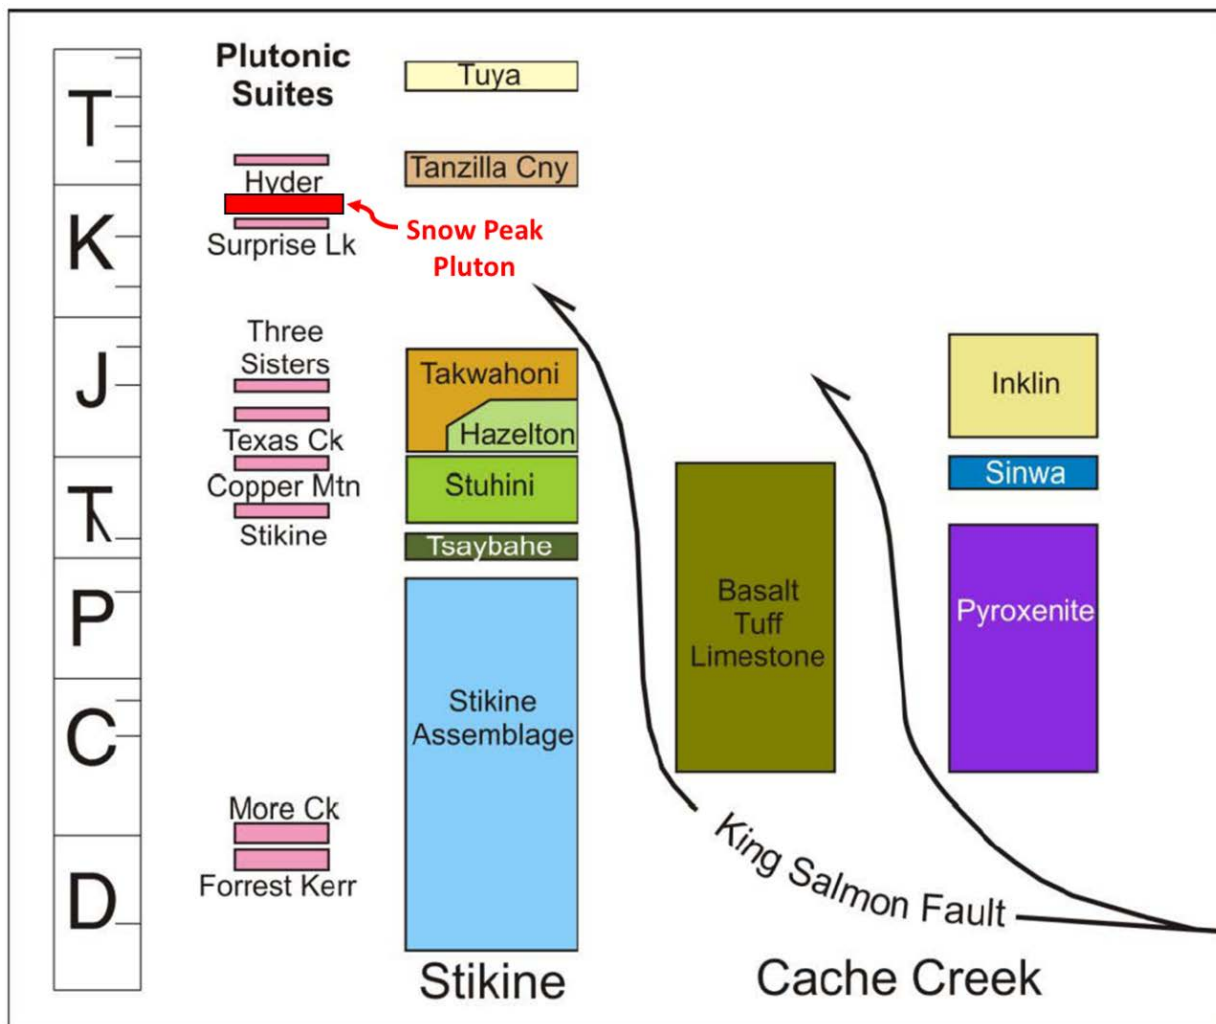 Plutonic
Suites
T
K
J
Ƭ
P
C
D
Hyder
Surprise Lk
Snow Peak
Pluton
Three
Sisters
Texas Ck
Copper Mtn
Stikine
More Ck
Forrest Kerr
Tuya
Tanzilla Cny
Takwahoni
Hazelton
Stuhini
Tsaybahe
Stikine
Assemblage
Stikine
Basalt
Tuff
Limestone
King Salmon Fault
Cache Creek
Inklin
Sinwa
Pyroxenite